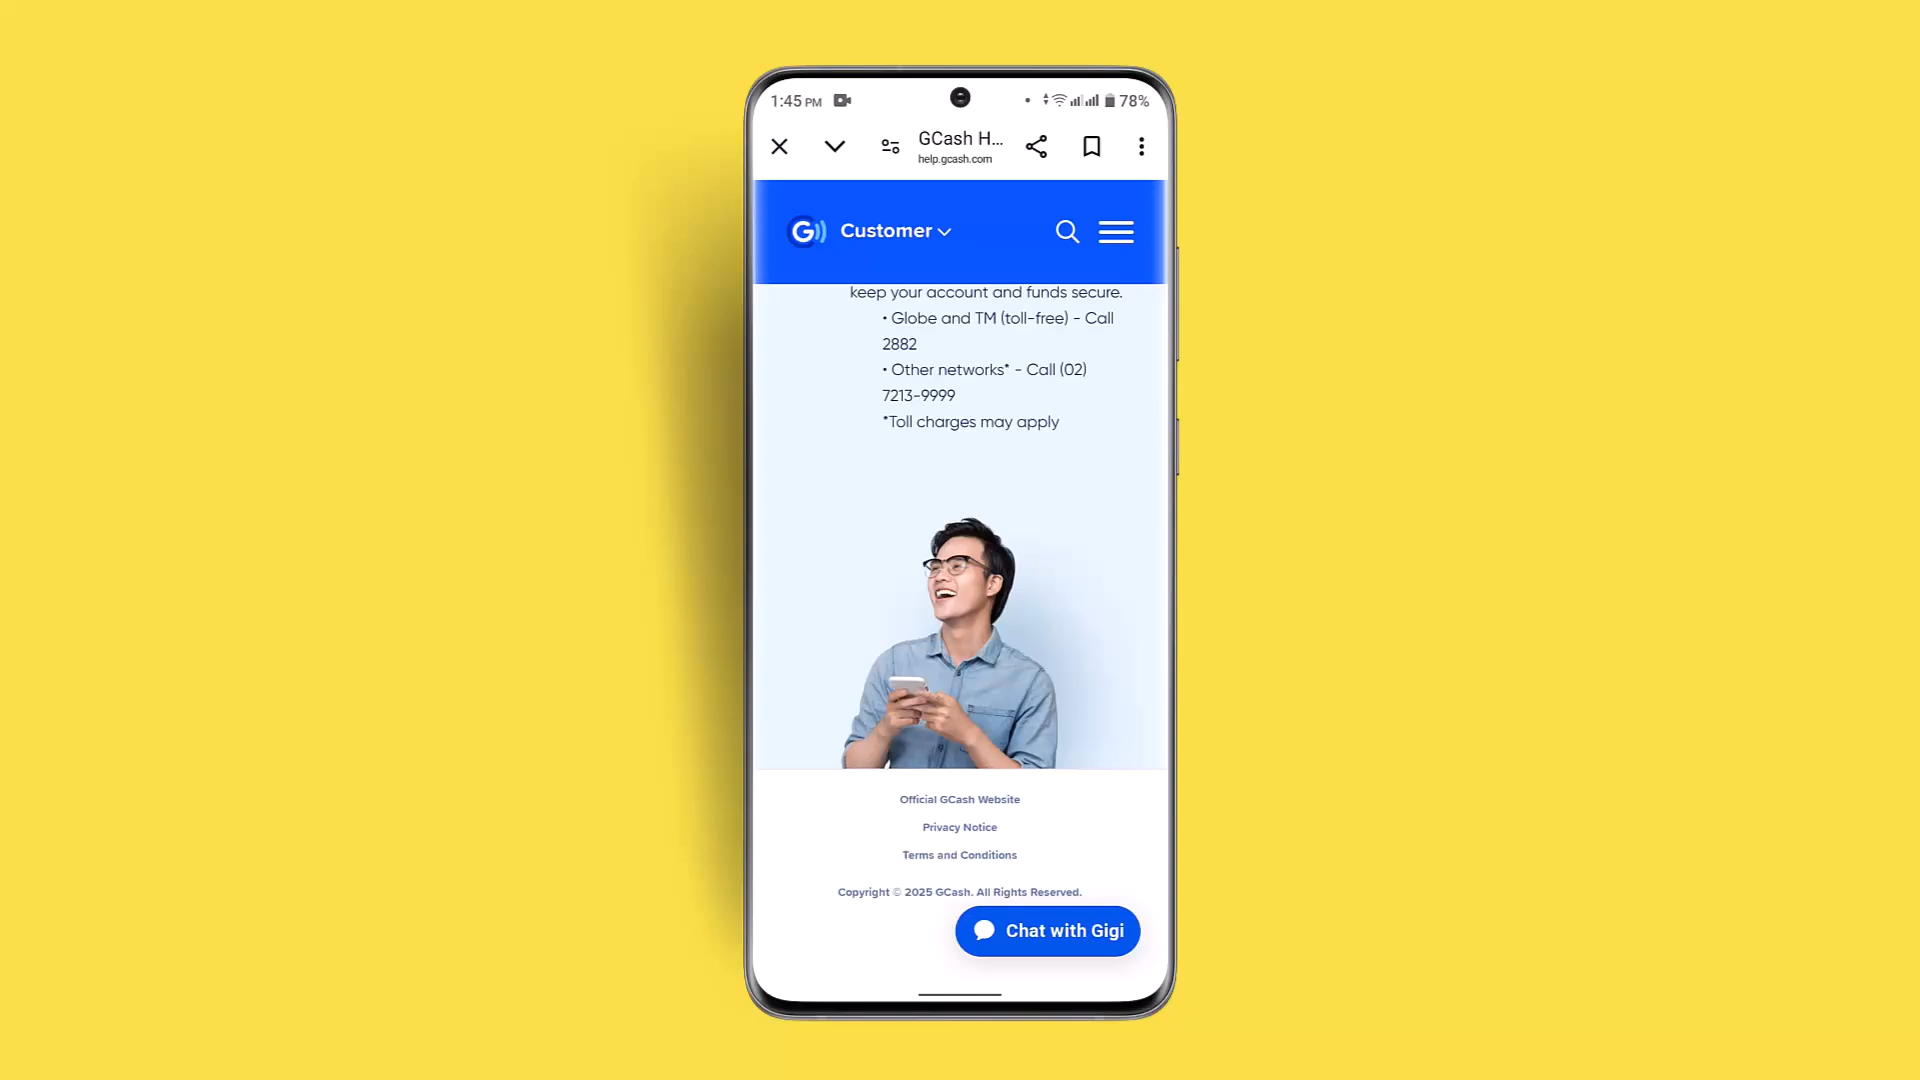 1:45 PM
78%
GCash H...
help.gcash.com
G
Customer
keep your account and funds secure.
• Globe and TM (toll-free) - Call
2882
• Other networks* - Call (02)
7213-9999
*Toll charges may apply
Official GCash Website
Privacy Notice
Terms and Conditions
Copyright © 2025 GCash. All Rights Reserved.
Chat with Gigi